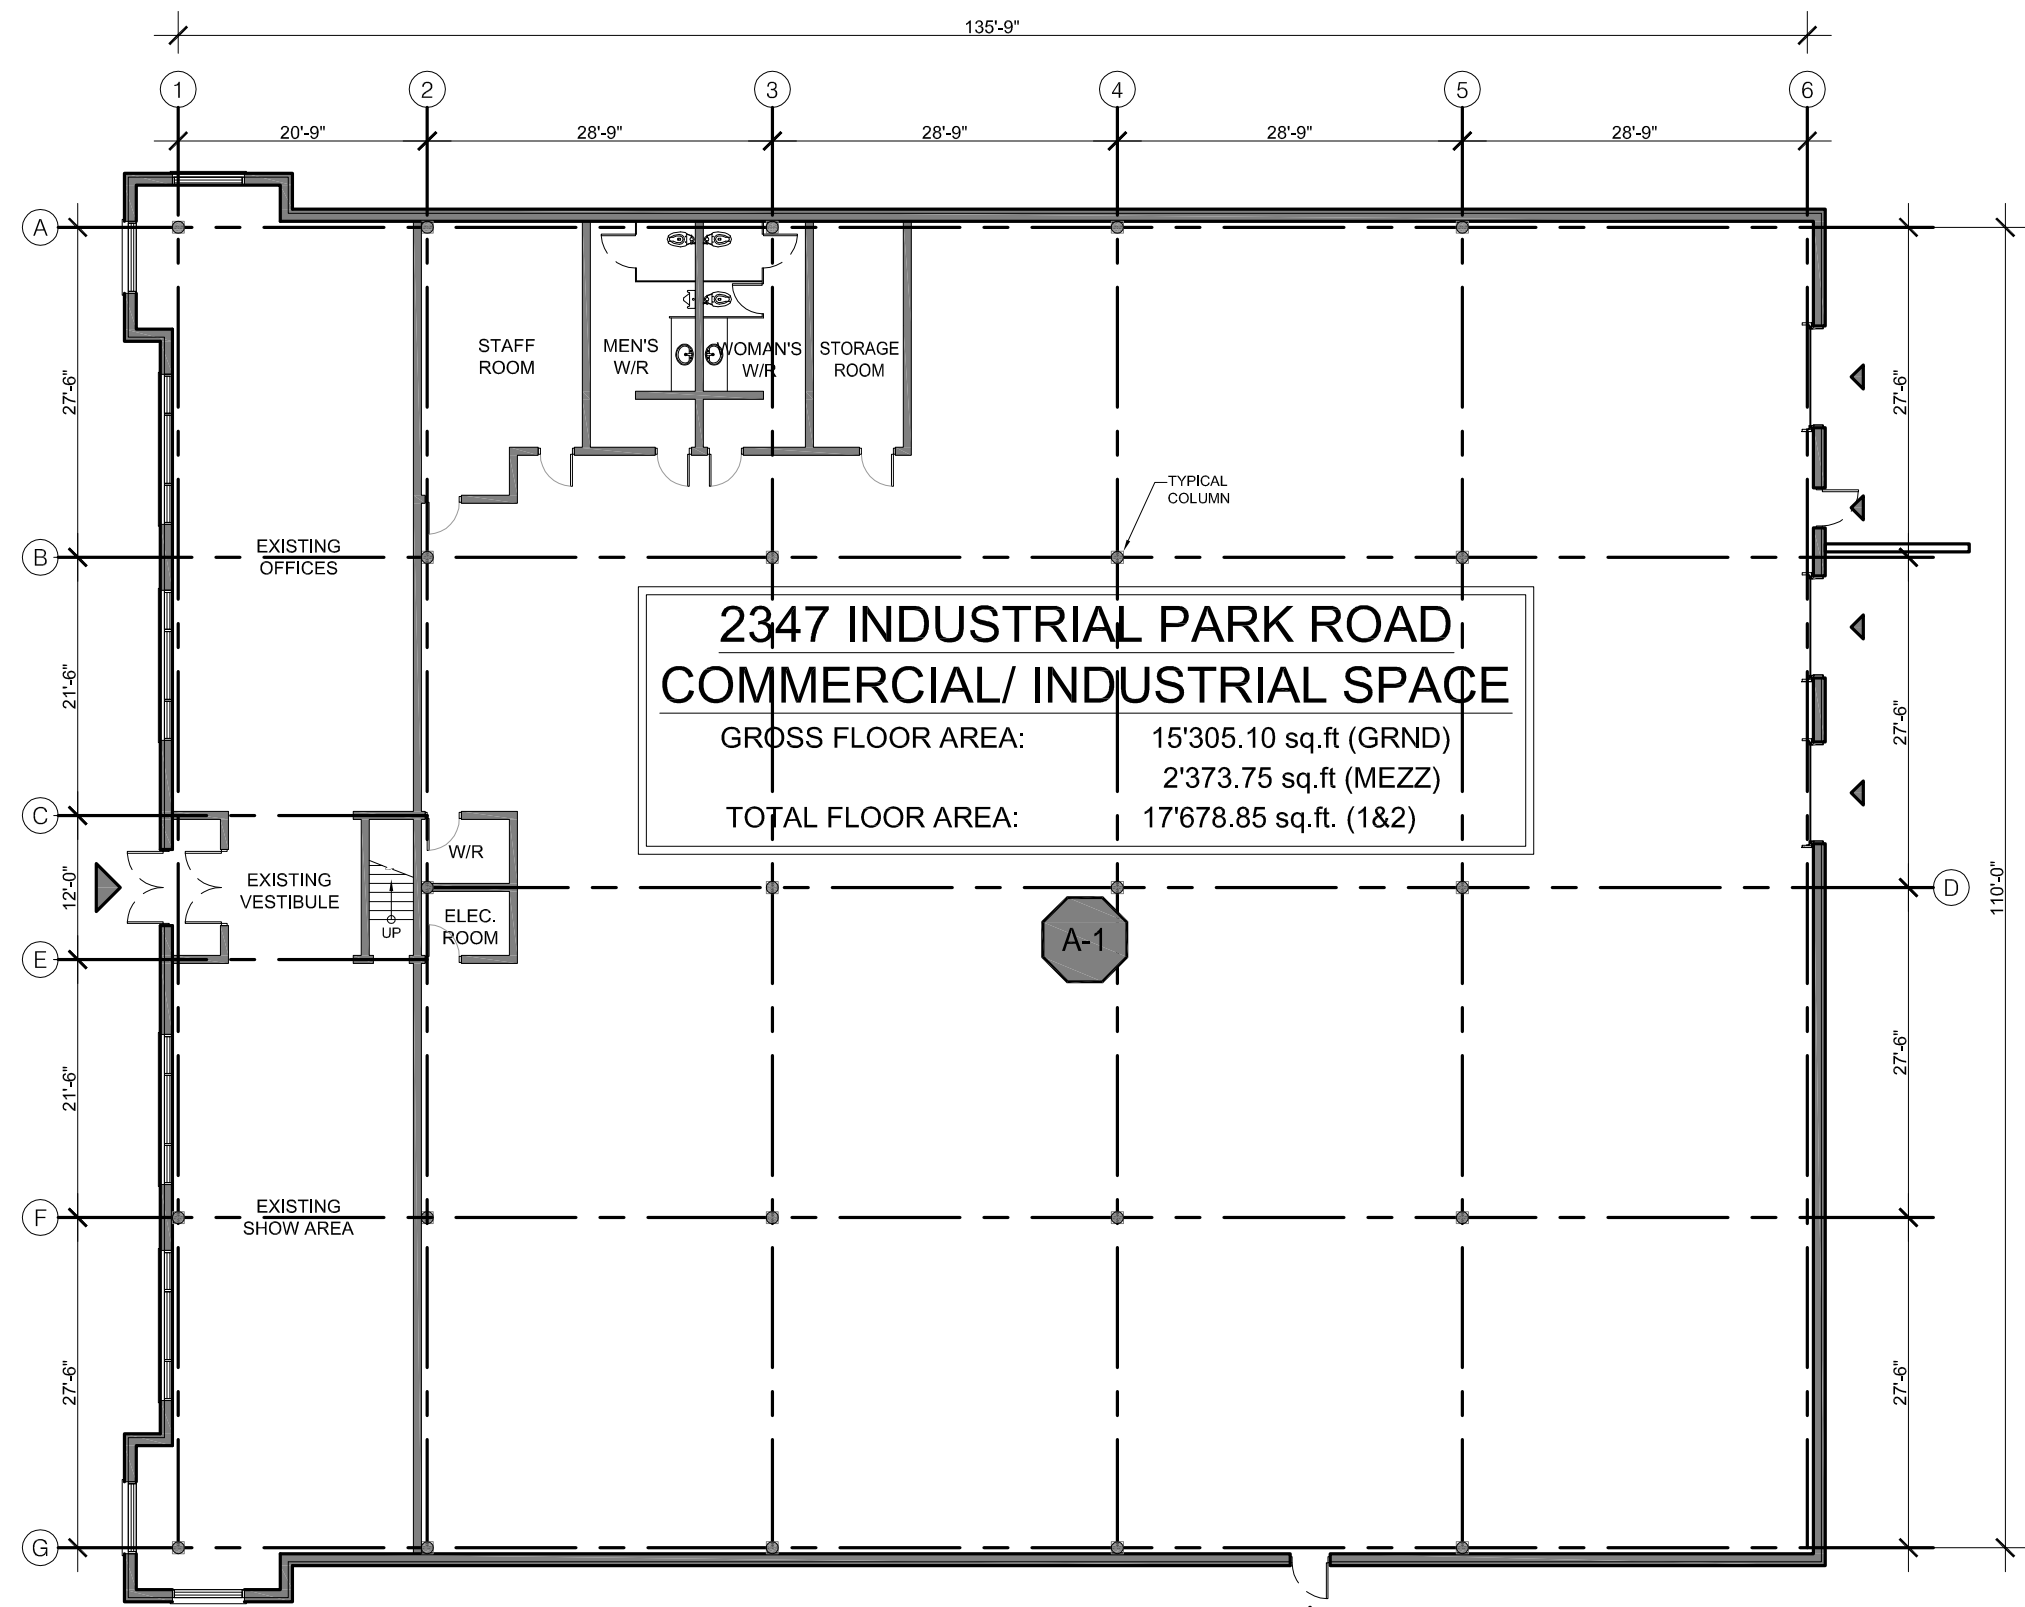 135'-9"
1
2
3
4
5
6
20'-9"
28'-9"
28'-9"
28'-9"
28'-9"
A
B
C
E
F
G
D
27'-6"
21'-6"
12'-0"
21'-6"
27'-6"
27'-6"
27'-6"
27'-6"
27'-6"
110'-0"
STAFF
ROOM
MEN'S
W/R
WOMAN'S
W/R
STORAGE
ROOM
TYPICAL
COLUMN
EXISTING
OFFICES
2347 INDUSTRIAL PARK ROAD
COMMERCIAL/ INDUSTRIAL SPACE
GROSS FLOOR AREA: 15'305.10 sq.ft (GRND)
2'373.75 sq.ft (MEZZ)
TOTAL FLOOR AREA: 17'678.85 sq.ft. (1&2)
W/R
EXISTING
VESTIBULE
UP
ELEC.
ROOM
A-1
EXISTING
SHOW AREA